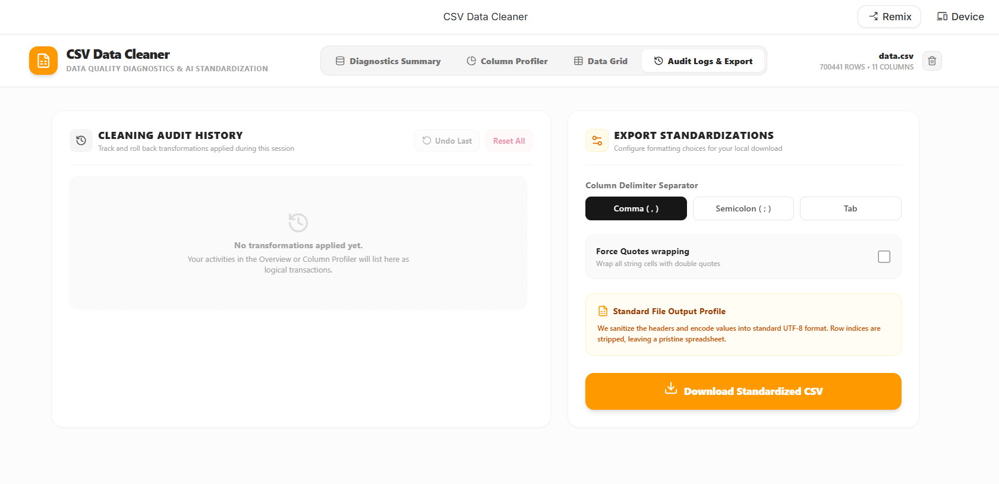 CSV Data Cleaner
Remix
Device
CSV Data Cleaner
DATA QUALITY DIAGNOSTICS & AI STANDARDIZATION
Diagnostics Summary
Column Profiler
Data Grid
Audit Logs & Export
data.csv
700441 ROWS • 11 COLUMNS
CLEANING AUDIT HISTORY
Track and roll back transformations applied during this session
Undo Last
Reset All
No transformations applied yet.
Your activities in the Overview or Column Profiler will list here as
logical transactions.
EXPORT STANDARDIZATIONS
Configure formatting choices for your local download
Column Delimiter Separator
Comma ( , )
Semicolon ( ; )
Tab
Force Quotes wrapping
Wrap all string cells with double quotes
Standard File Output Profile
We sanitize the headers and encode values into standard UTF-8 format. Row indices are
stripped, leaving a pristine spreadsheet.
Download Standardized CSV